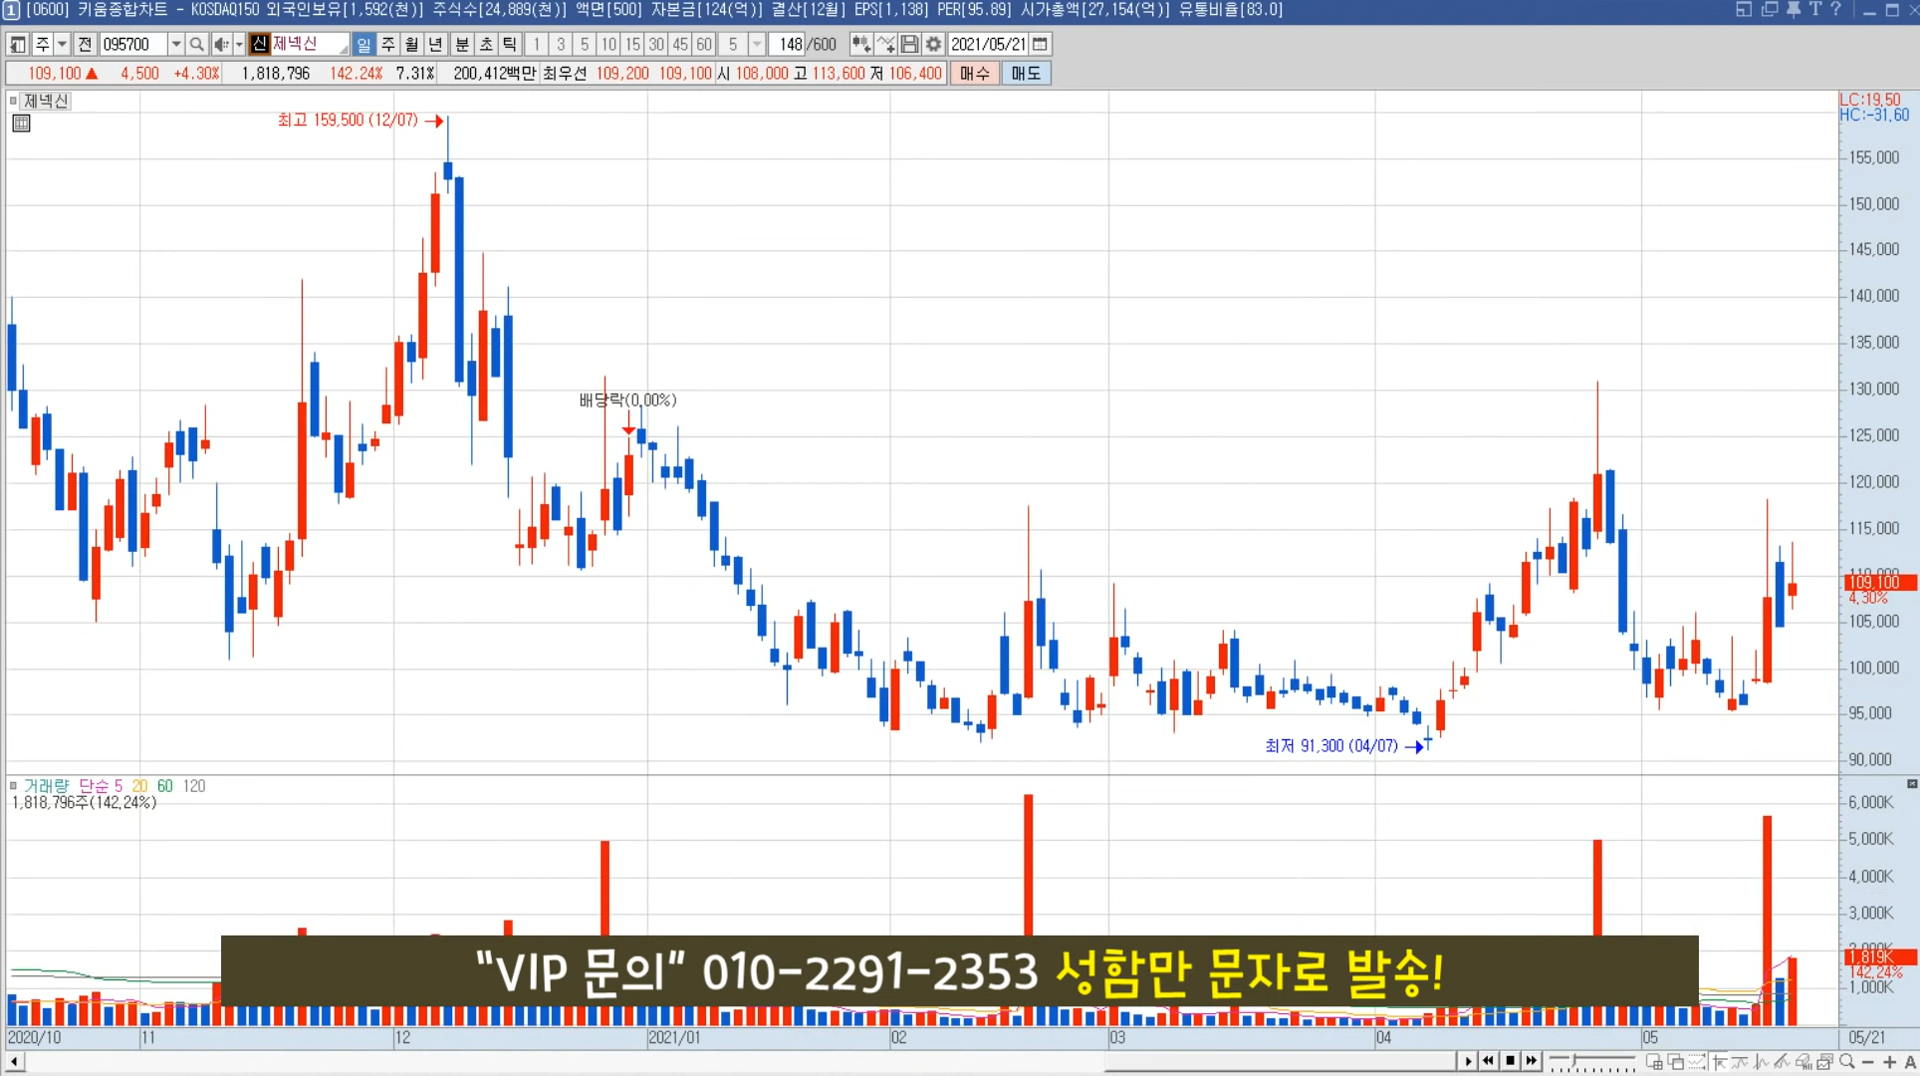 1 [0600] 키움종합차트 - KOSDAQ150 외국인보유[1,592(천)] 주식수[24,889(천)] 액면[500] 자본금[124(억)] 결산[12월] EPS[1,138] PER[95.89] 시가총액[27,154(억)] 유통비율[83.0] T ?
주 전 095700 신 제넥신 일 주 월 년 분 초 틱 1 3 5 10 15 30 45 60 5 148 /600 2021/05/21
109,100 ▲ 4,500 +4.30% 1,818,796 142.24% 7.31% 200,412백만 최우선 109,200 109,100 시 108,000 고 113,600 저 106,400 매수 매도
제넥신
LC:19.50
HC:-31.60
최고 159,500 (12/07)
155,000
150,000
145,000
140,000
135,000
130,000
배당락(0.00%)
125,000
120,000
115,000
110,000
109,100
4.30%
105,000
100,000
95,000
최저 91,300 (04/07)
90,000
거래량 단순 5 20 60 120
1,818,796주(142.24%)
6,000K
5,000K
4,000K
3,000K
2,000K
1,819K
142.24%
1,000K
"VIP 문의" 010-2291-2353 성함만 문자로 발송!
2020/10 11 12 2021/01 02 03 04 05 05/21
A